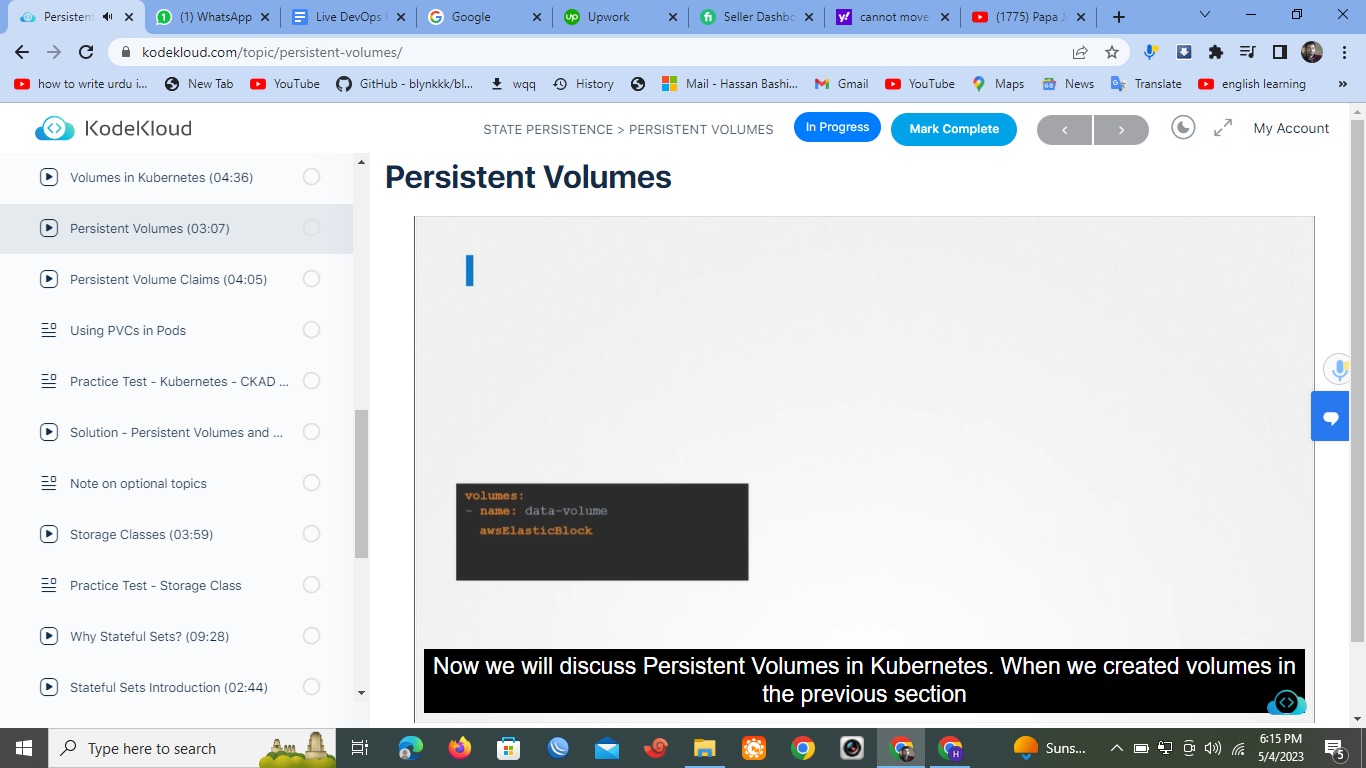 Persistent
(1) WhatsApp
Live DevOps
Google
Upwork
Seller Dashbo
cannot move
(1775) Papa J
kodekloud.com/topic/persistent-volumes/
how to write urdu i...
New Tab
YouTube
GitHub - blynkkk/bl...
wqq
History
Mail - Hassan Bashi...
Gmail
YouTube
Maps
News
Translate
english learning
»
KodeKloud
STATE PERSISTENCE > PERSISTENT VOLUMES
In Progress
Mark Complete
<
>
My Account
Volumes in Kubernetes (04:36)
Persistent Volumes (03:07)
Persistent Volume Claims (04:05)
Using PVCs in Pods
Practice Test - Kubernetes - CKAD ...
Solution - Persistent Volumes and ...
Note on optional topics
Storage Classes (03:59)
Practice Test - Storage Class
Why Stateful Sets? (09:28)
Stateful Sets Introduction (02:44)
Persistent Volumes
volumes:
- name: data-volume
awsElasticBlock
Now we will discuss Persistent Volumes in Kubernetes. When we created volumes in
the previous section
Type here to search
Suns...
6:15 PM
5/4/2023
5